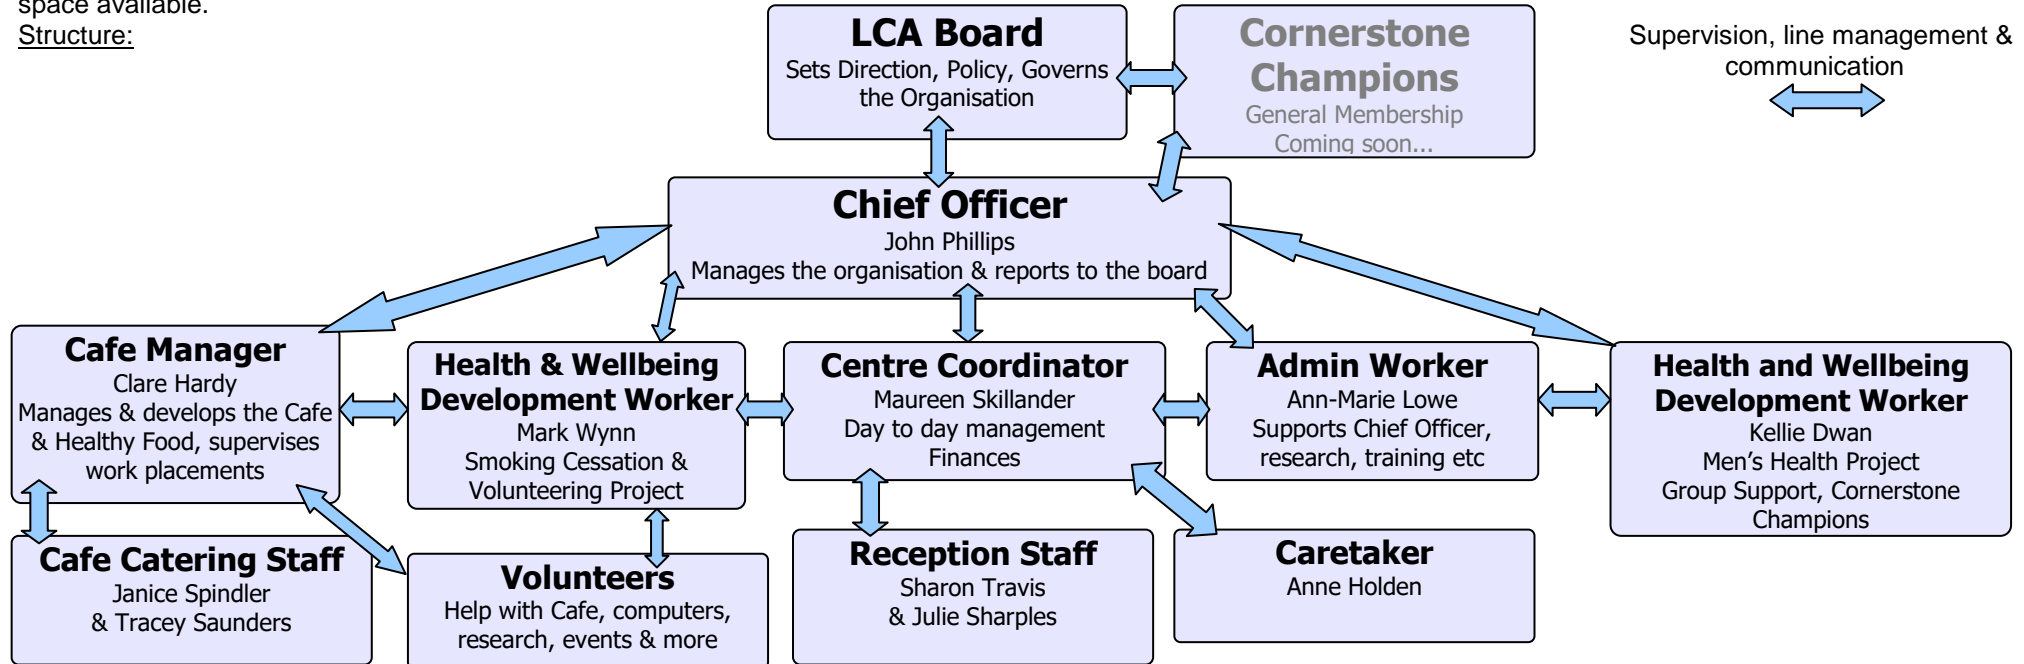 space available.
Structure:
LCA Board
Sets Direction, Policy, Governs
the Organisation
Cornerstone
Champions
General Membership
Coming soon...
Supervision, line management &
communication
Chief Officer
John Phillips
Manages the organisation & reports to the board
Cafe Manager
Clare Hardy
Manages & develops the Cafe
& Healthy Food, supervises
work placements
Health & Wellbeing
Development Worker
Mark Wynn
Smoking Cessation &
Volunteering Project
Centre Coordinator
Maureen Skillander
Day to day management
Finances
Admin Worker
Ann-Marie Lowe
Supports Chief Officer,
research, training etc
Health and Wellbeing
Development Worker
Kellie Dwan
Men’s Health Project
Group Support, Cornerstone
Champions
Cafe Catering Staff
Janice Spindler
& Tracey Saunders
Volunteers
Help with Cafe, computers,
research, events & more
Reception Staff
Sharon Travis
& Julie Sharples
Caretaker
Anne Holden